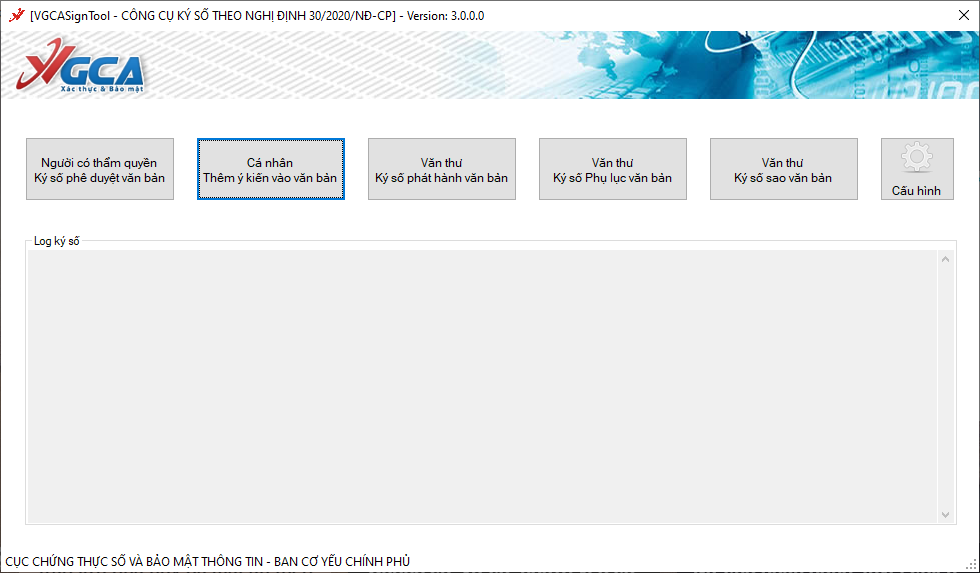 [VGCASignTool - CÔNG CỤ KÝ SỐ THEO NGHỊ ĐỊNH 30/2020/NĐ-CP] - Version: 3.0.0.0
VGCA
Xác thực & Bảo mật
Người có thẩm quyền
Ký số phê duyệt văn bản
Cá nhân
Thêm ý kiến vào văn bản
Văn thư
Ký số phát hành văn bản
Văn thư
Ký số Phụ lục văn bản
Văn thư
Ký số sao văn bản
Cấu hình
Log ký số
CỤC CHỨNG THỰC SỐ VÀ BẢO MẬT THÔNG TIN - BAN CƠ YẾU CHÍNH PHỦ